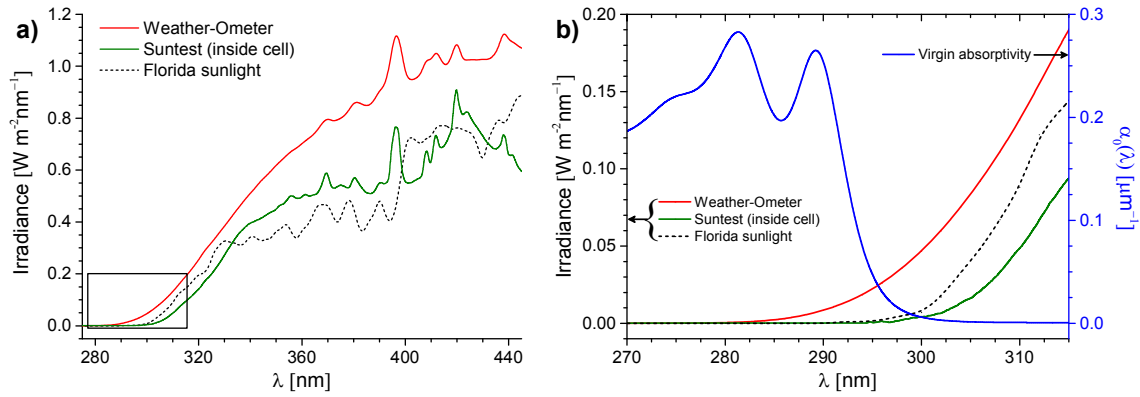 a)
Weather-Ometer
Suntest (inside cell)
Florida sunlight
Irradiance [W m⁻²nm⁻¹]
1.2
1.0
0.8
0.6
0.4
0.2
0.0
280 320 360 400 440
λ [nm]
b)
Virgin absorptivity
Weather-Ometer
Suntest (inside cell)
Florida sunlight
Irradiance [W m⁻²nm⁻¹]
0.20
0.15
0.10
0.05
0.00
270 280 290 300 310
λ [nm]
0.3
0.2
0.1
0.0
α₀(λ) [µm⁻¹]